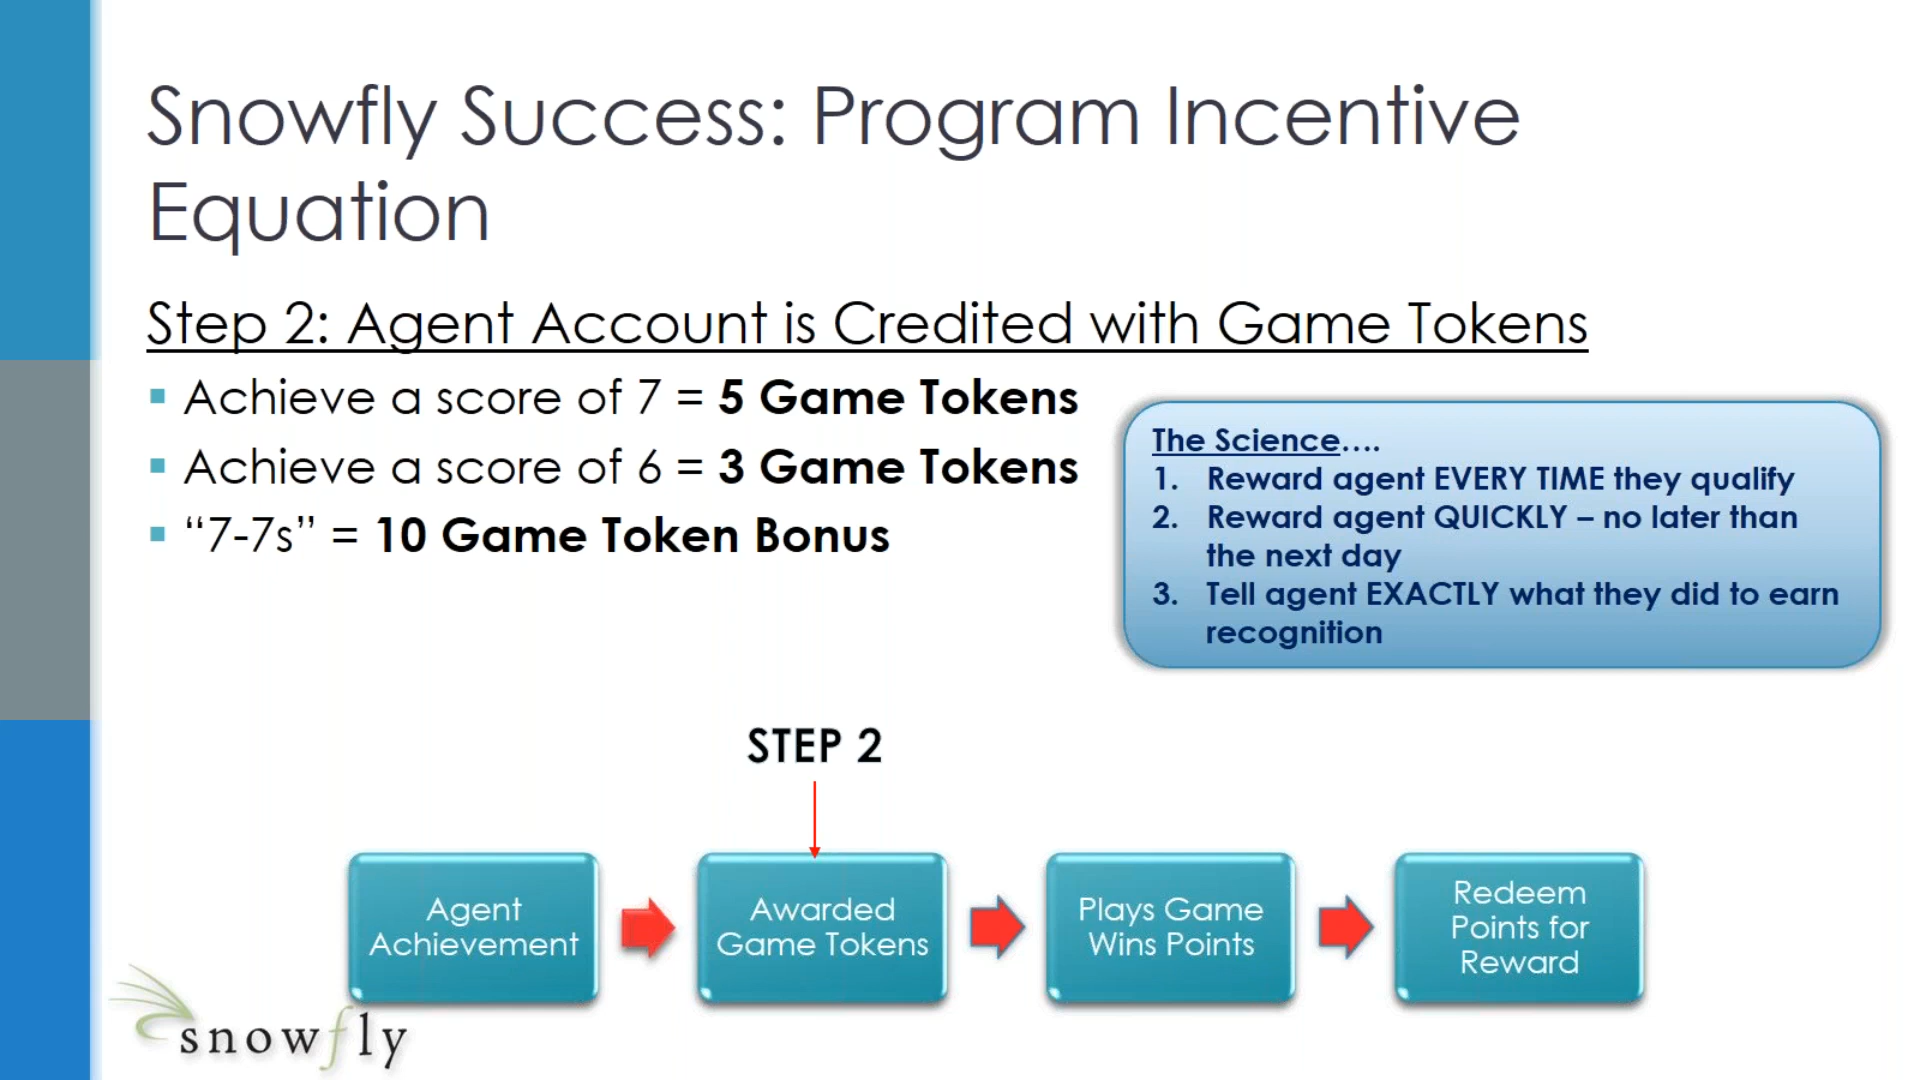 Snowfly Success: Program Incentive
Equation
Step 2: Agent Account is Credited with Game Tokens
▪ Achieve a score of 7 = 5 Game Tokens
▪ Achieve a score of 6 = 3 Game Tokens
▪ “7-7s” = 10 Game Token Bonus
The Science….
1. Reward agent EVERY TIME they qualify
2. Reward agent QUICKLY – no later than
the next day
3. Tell agent EXACTLY what they did to earn
recognition
STEP 2
Agent
Achievement
Awarded
Game Tokens
Plays Game
Wins Points
Redeem
Points for
Reward
snowfly